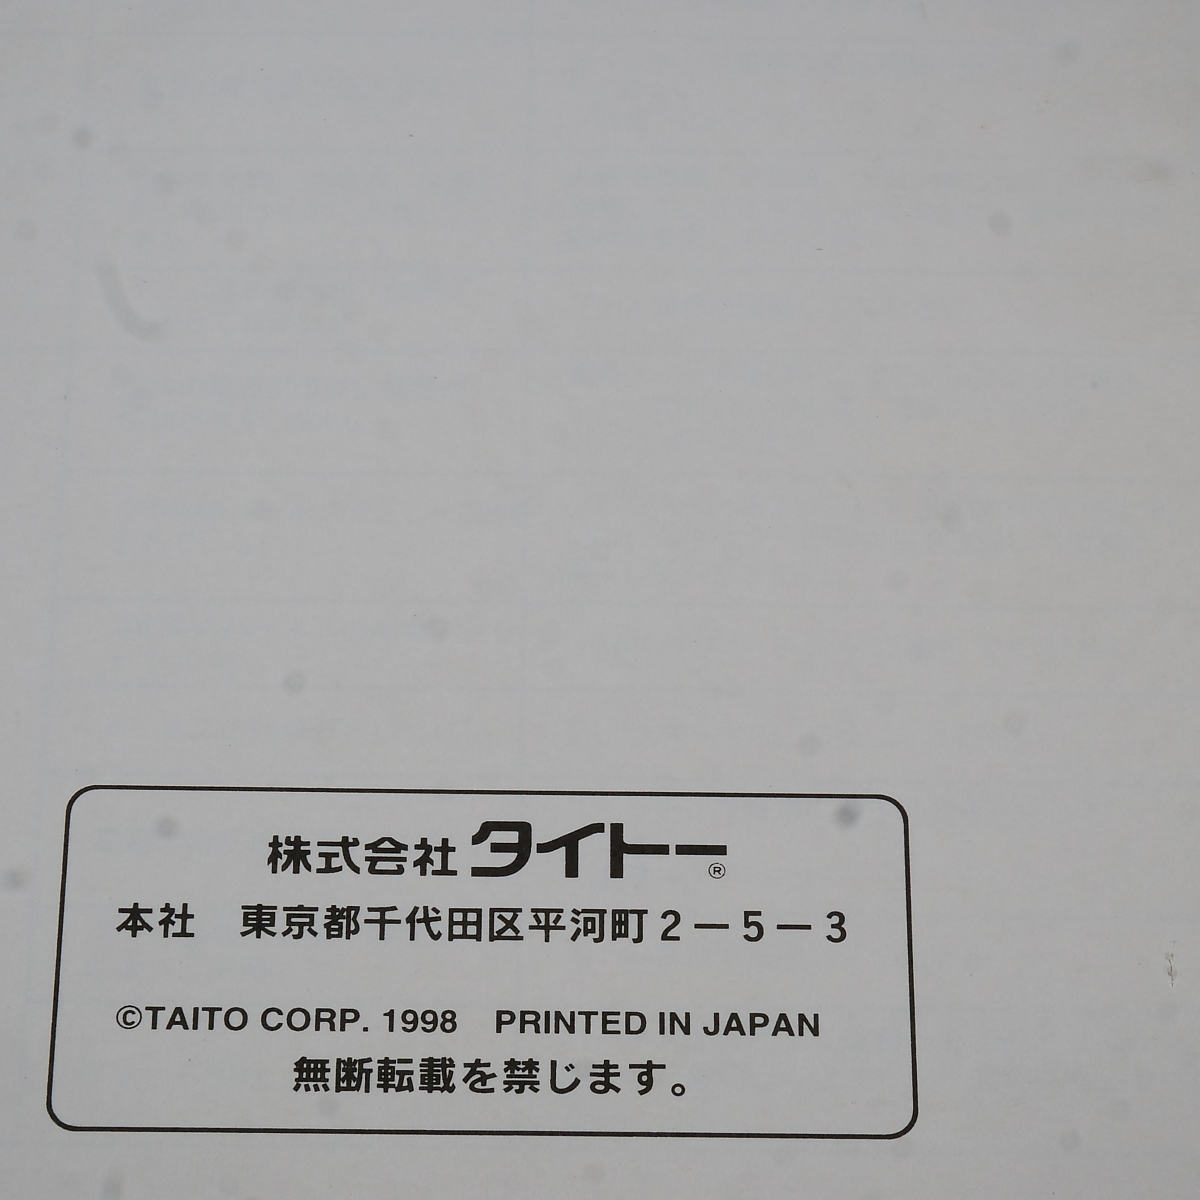 株式会社タイトー®
本社　東京都千代田区平河町2－5－3
©TAITO CORP. 1998　PRINTED IN JAPAN
無断転載を禁じます。